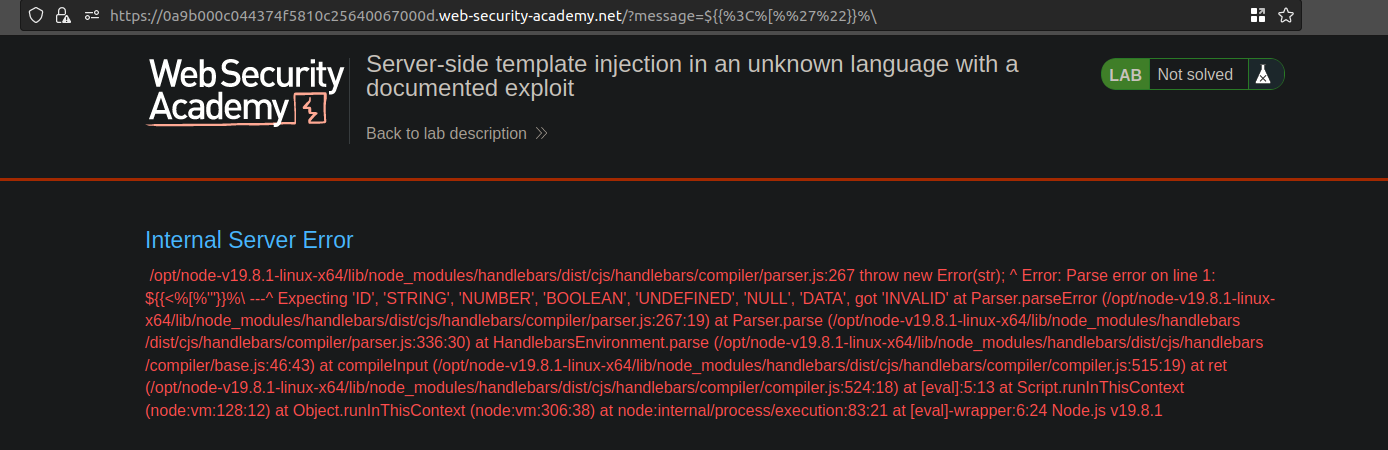 https://0a9b000c044374f5810c25640067000d.web-security-academy.net/?message=${{%3C%[%%27%22}}%\
WebSecurity
Academy
Server-side template injection in an unknown language with a
documented exploit
LAB Not solved
Back to lab description
Internal Server Error
/opt/node-v19.8.1-linux-x64/lib/node_modules/handlebars/dist/cjs/handlebars/compiler/parser.js:267 throw new Error(str); ^ Error: Parse error on line 1:
${{<%[%'"}}%\ ---^ Expecting 'ID', 'STRING', 'NUMBER', 'BOOLEAN', 'UNDEFINED', 'NULL', 'DATA', got 'INVALID' at Parser.parseError (/opt/node-v19.8.1-linux-
x64/lib/node_modules/handlebars/dist/cjs/handlebars/compiler/parser.js:267:19) at Parser.parse (/opt/node-v19.8.1-linux-x64/lib/node_modules/handlebars
/dist/cjs/handlebars/compiler/parser.js:336:30) at HandlebarsEnvironment.parse (/opt/node-v19.8.1-linux-x64/lib/node_modules/handlebars/dist/cjs/handlebars
/compiler/base.js:46:43) at compileInput (/opt/node-v19.8.1-linux-x64/lib/node_modules/handlebars/dist/cjs/handlebars/compiler/compiler.js:515:19) at ret
(/opt/node-v19.8.1-linux-x64/lib/node_modules/handlebars/dist/cjs/handlebars/compiler/compiler.js:524:18) at [eval]:5:13 at Script.runInThisContext
(node:vm:128:12) at Object.runInThisContext (node:vm:306:38) at node:internal/process/execution:83:21 at [eval]-wrapper:6:24 Node.js v19.8.1